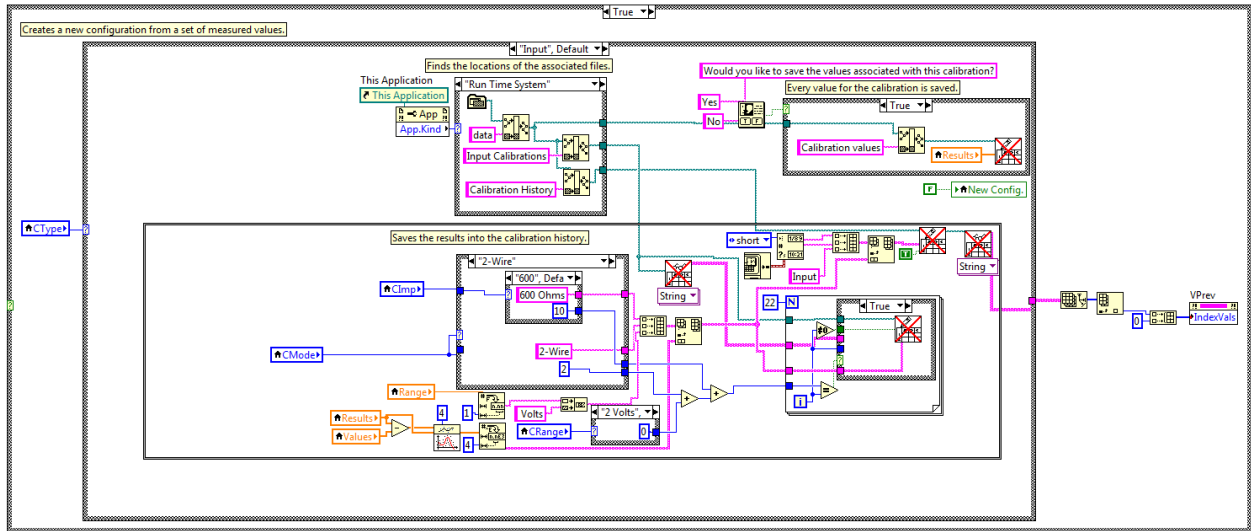 True
Creates a new configuration from a set of measured values.
"Input", Default
Finds the locations of the associated files.
This Application
This Application
App
App.Kind
"Run Time System"
data
Input Calibrations
Calibration History
Would you like to save the values associated with this calibration?
Yes
No
Every value for the calibration is saved.
True
Calibration values
Results
F
New Config.
CType
Saves the results into the calibration history.
"2-Wire"
"600", Defa
600 Ohms
10
CImp
CMode
2-Wire
2
String
short
Input
T
String
22
N
True
i
Range
1
Volts
"2 Volts",
CRange
0
Results
Values
4
4
0
VPrev
IndexVals